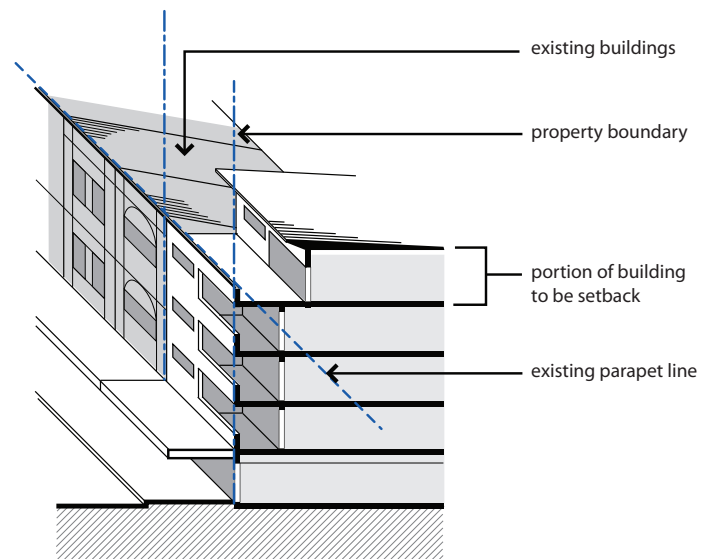 existing buildings
property boundary
portion of building
to be setback
existing parapet line